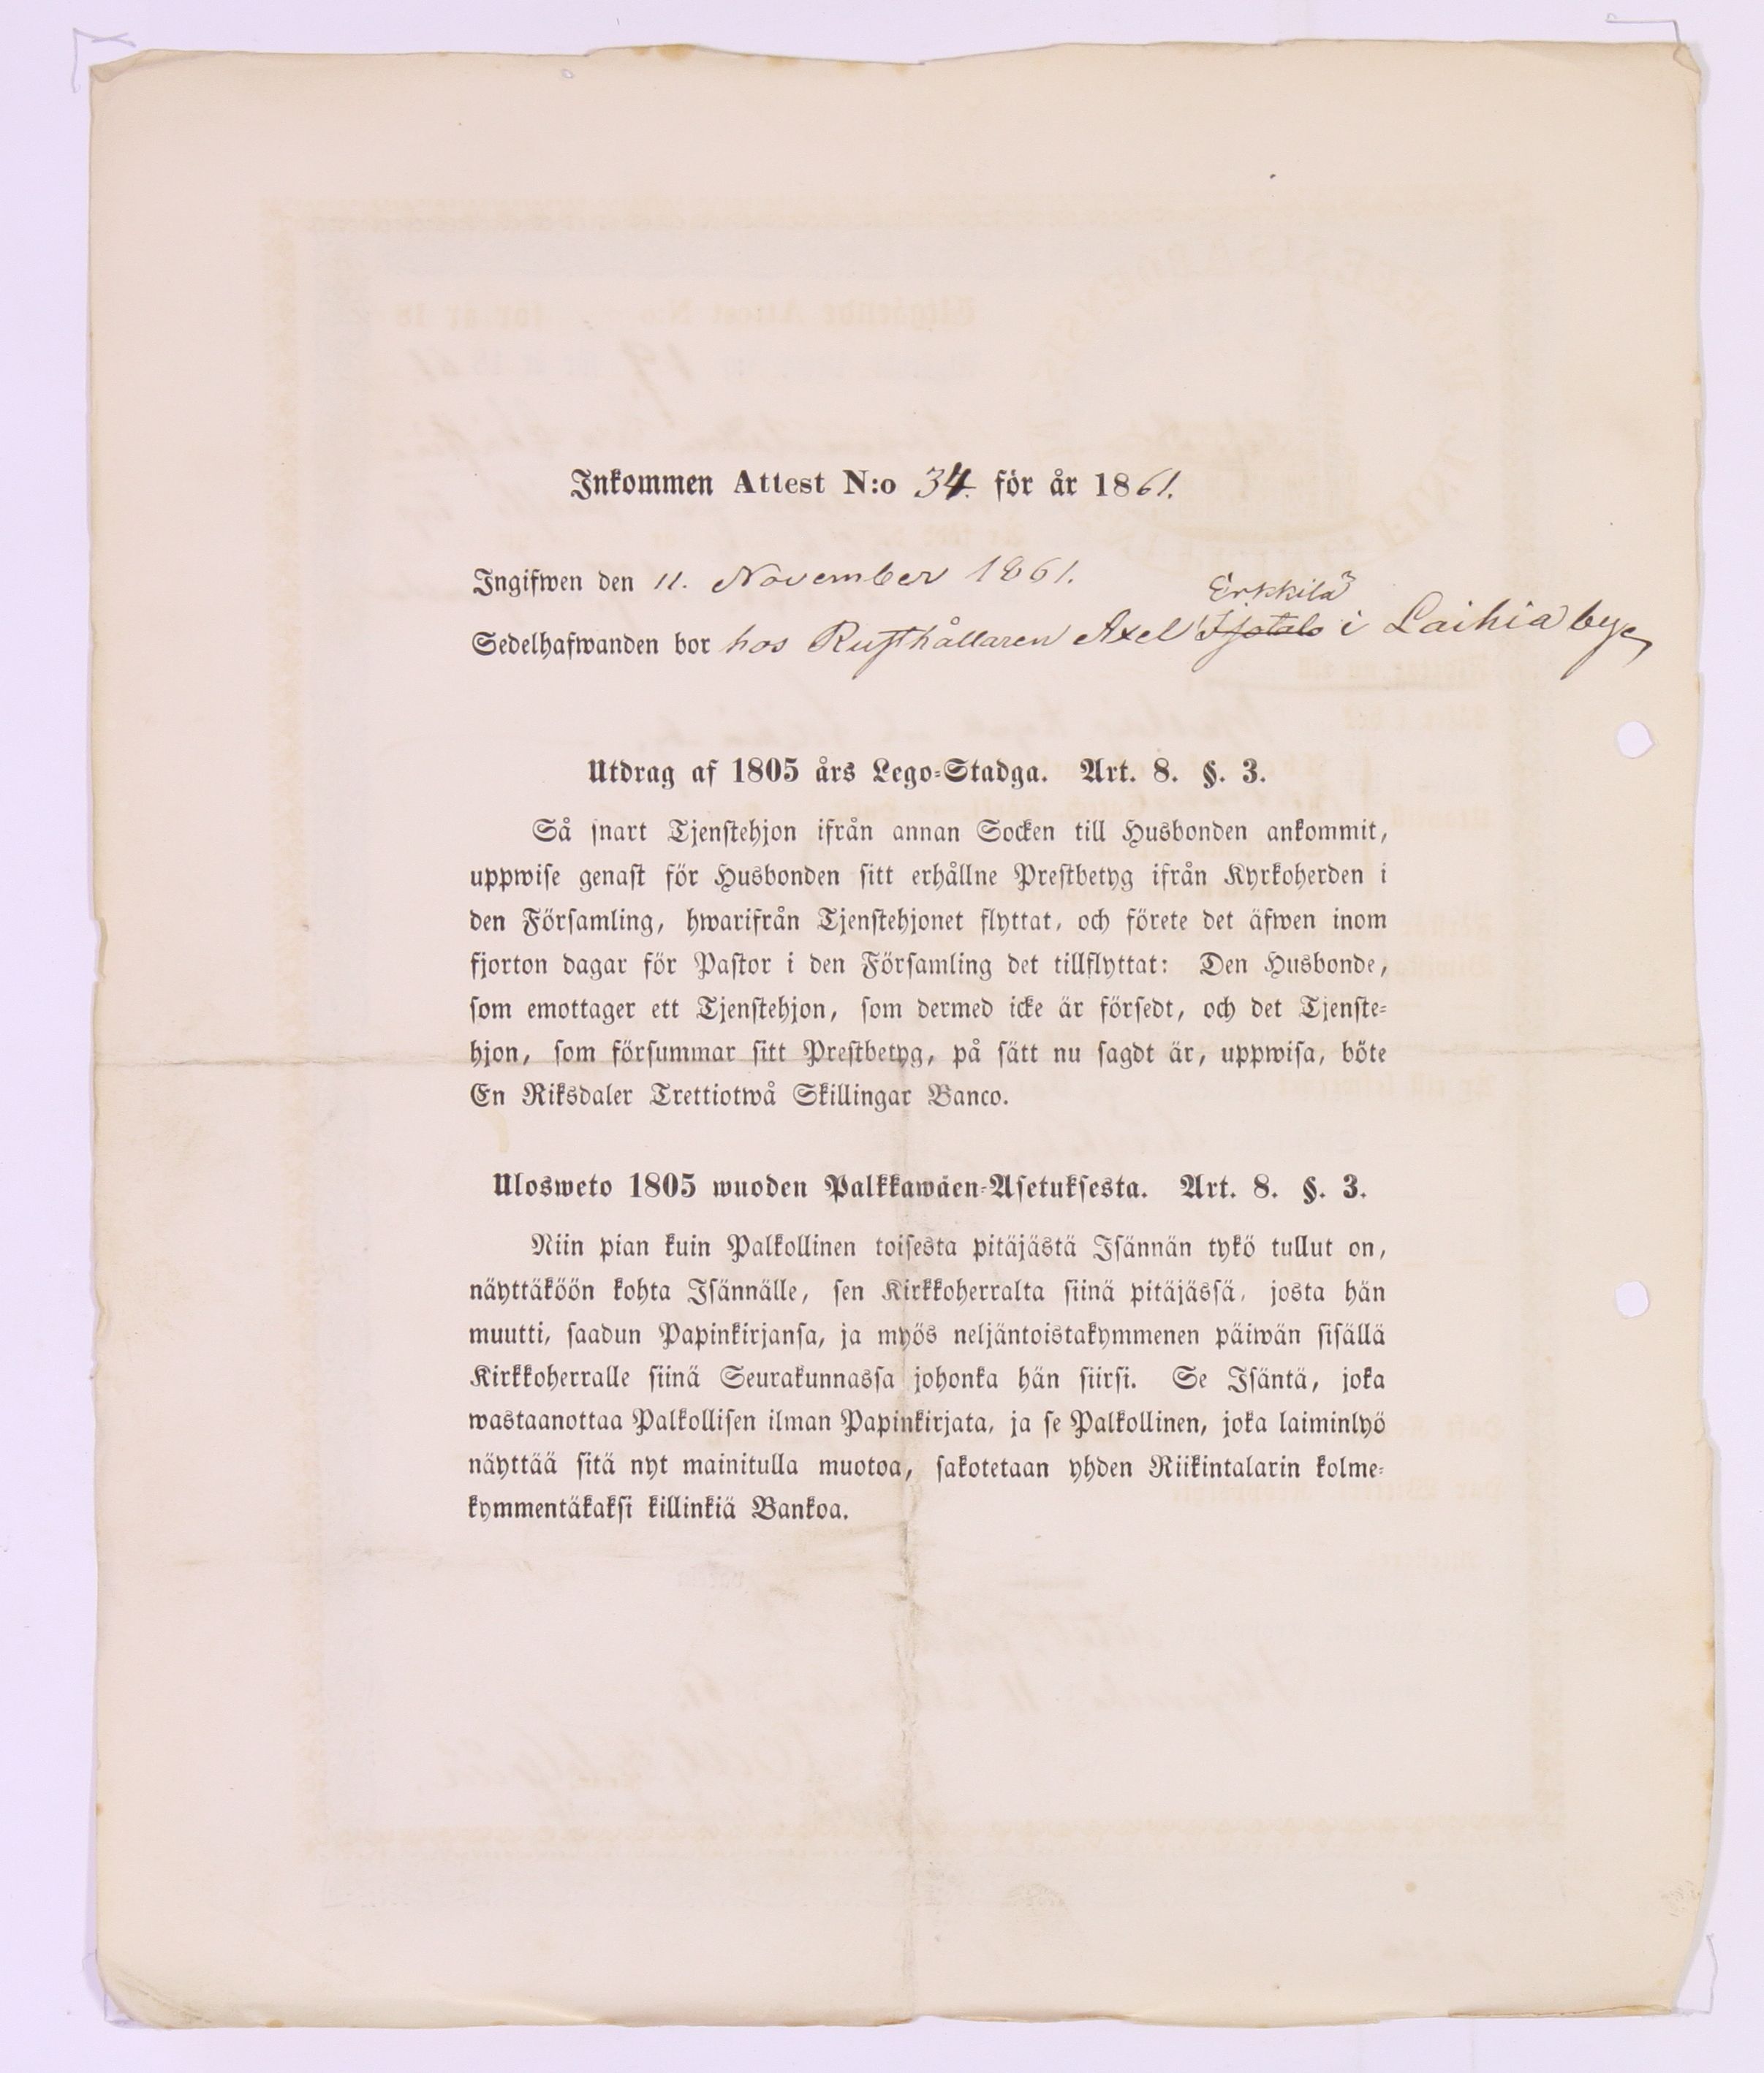 Inkommen Attest N:o 34. för år 1861.
Ingifwen den 11. November 1861.
Erkkilä
Sedelhafwanden bor hos Rusthållaren Axel i Laihia by
Utdrag af 1805 års Lego-Stadga. Art. 8. §. 3.
Så snart Tjenstehjon ifrån annan Socken till Husbonden ankommit,
uppwise genast för Husbonden sitt erhållne Prestbetyg ifrån Kyrkoherden i
den Församling, hwarifrån Tjenstehjonet flyttat, och förete det äfwen inom
fjorton dagar för Pastor i den Församling det tillflyttat: Den Husbonde,
som emottager ett Tjenstehjon, som dermed icke är försedt, och det Tjenste-
hjon, som försummar sitt Prestbetyg, på sätt nu sagdt är, uppwisa, böte
En Riksdaler Trettiotwå Skillingar Banco.
Ulosweto 1805 wuoden Palkkawäen-Asetuksesta. Art. 8. §. 3.
Niin pian kuin Palkollinen toisesta pitäjästä Isännän tykö tullut on,
näyttäköön kohta Isännälle, sen Kirkkoherralta siinä pitäjässä, josta hän
muutti, saadun Papinkirjansa, ja myös neljäntoistakymmenen päiwän sisällä
Kirkkoherralle siinä Seurakunnassa johonka hän siirsi. Se Isäntä, joka
wastaanottaa Palkollisen ilman Papinkirjata, ja se Palkollinen, joka laiminlyö
näyttää sitä nyt mainitulla muotoa, sakotetaan yhden Riikintalarin kolme-
kymmentäkaksi killinkiä Bankoa.